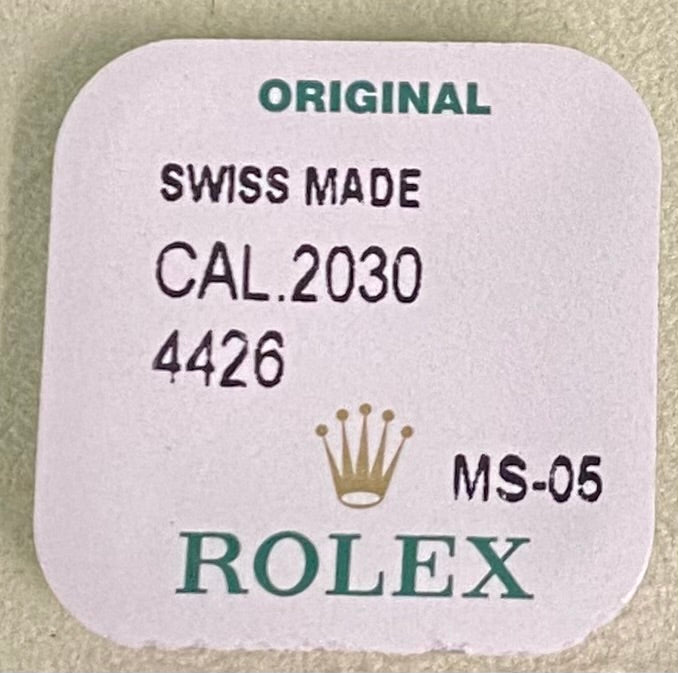 ORIGINAL
SWISS MADE
CAL.2030
4426
MS-05
ROLEX